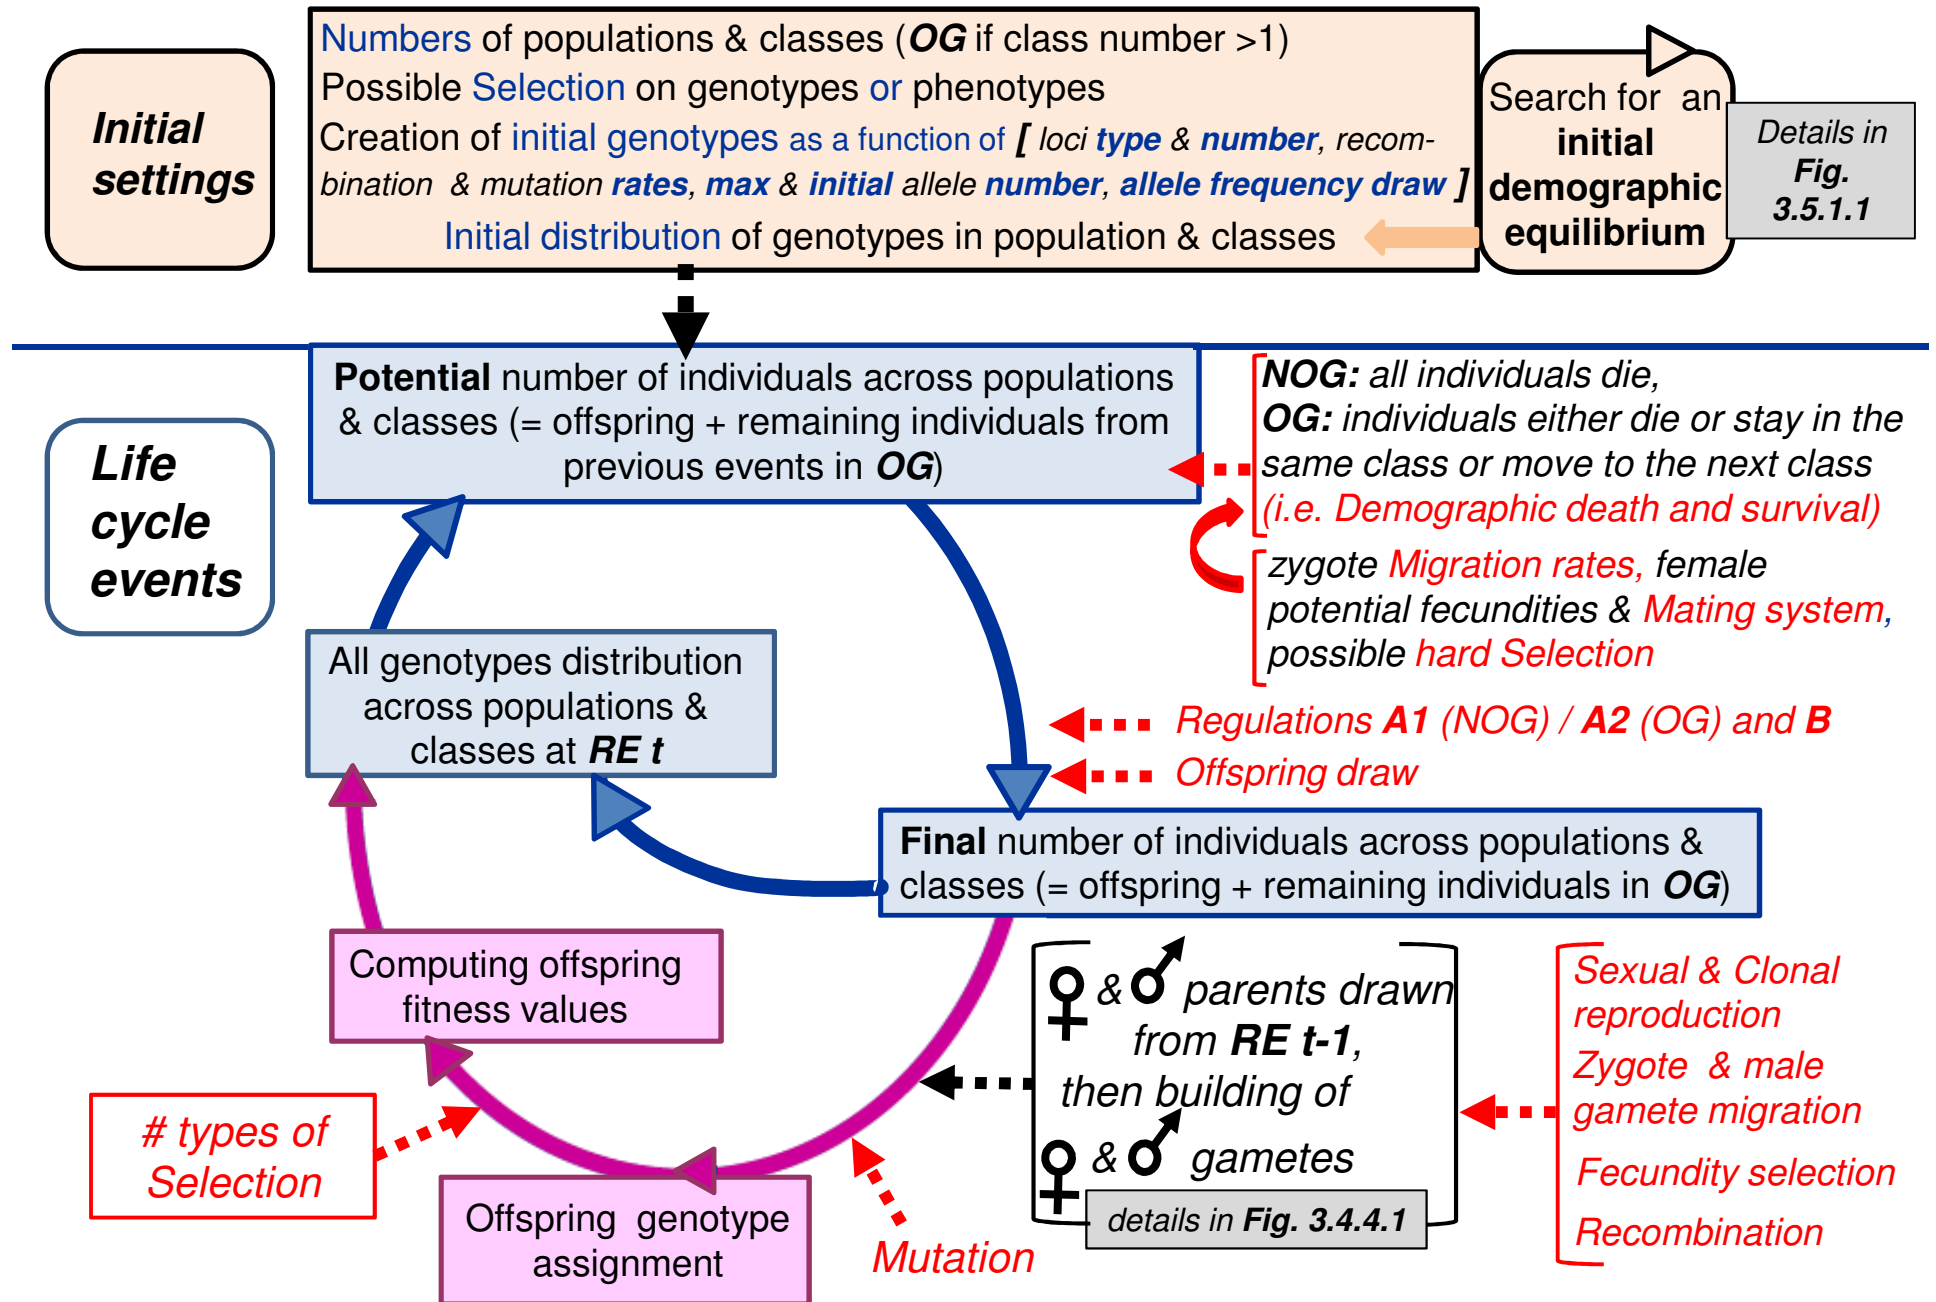 Initial
settings
Numbers of populations & classes (OG if class number >1)
Possible Selection on genotypes or phenotypes
Creation of initial genotypes as a function of [ loci type & number, recom-
bination & mutation rates, max & initial allele number, allele frequency draw ]
Initial distribution of genotypes in population & classes
Search for an
initial
demographic
equilibrium
Details in
Fig.
3.5.1.1
Life
cycle
events
Potential number of individuals across populations
& classes (= offspring + remaining individuals from
previous events in OG)
NOG: all individuals die,
OG: individuals either die or stay in the
same class or move to the next class
(i.e. Demographic death and survival)
zygote Migration rates, female
potential fecundities & Mating system,
possible hard Selection
All genotypes distribution
across populations &
classes at RE t
Regulations A1 (NOG) / A2 (OG) and B
Offspring draw
Final number of individuals across populations &
classes (= offspring + remaining individuals in OG)
Computing offspring
fitness values
♀ & ♂ parents drawn
from RE t-1,
then building of
♀ & ♂ gametes
details in Fig. 3.4.4.1
Sexual & Clonal
reproduction
Zygote & male
gamete migration
Fecundity selection
Recombination
# types of
Selection
Offspring genotype
assignment
Mutation